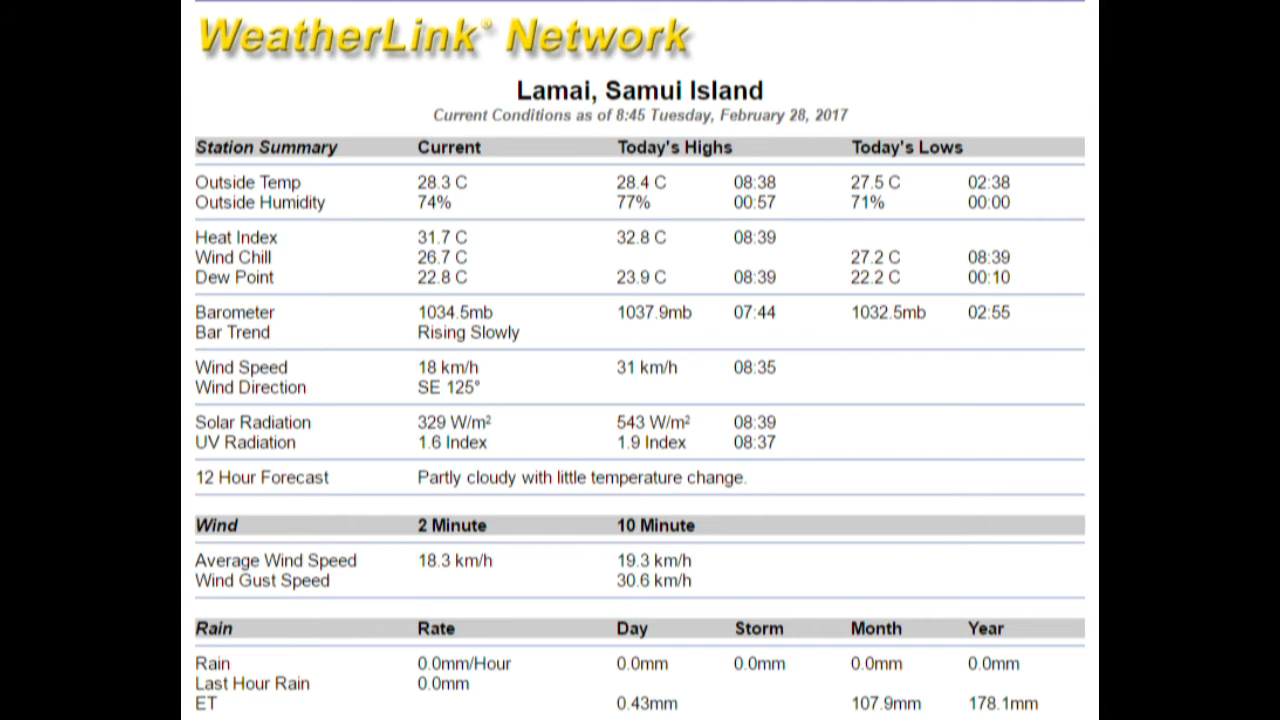 WeatherLink® Network
Lamai, Samui Island
Current Conditions as of 8:45 Tuesday, February 28, 2017
Station Summary Current Today's Highs Today's Lows
Outside Temp 28.3 C 28.4 C 08:38 27.5 C 02:38
Outside Humidity 74% 77% 00:57 71% 00:00
Heat Index 31.7 C 32.8 C 08:39
Wind Chill 26.7 C 27.2 C 08:39
Dew Point 22.8 C 23.9 C 08:39 22.2 C 00:10
Barometer 1034.5mb 1037.9mb 07:44 1032.5mb 02:55
Bar Trend Rising Slowly
Wind Speed 18 km/h 31 km/h 08:35
Wind Direction SE 125°
Solar Radiation 329 W/m² 543 W/m² 08:39
UV Radiation 1.6 Index 1.9 Index 08:37
12 Hour Forecast Partly cloudy with little temperature change.
Wind 2 Minute 10 Minute
Average Wind Speed 18.3 km/h 19.3 km/h
Wind Gust Speed 30.6 km/h
Rain Rate Day Storm Month Year
Rain 0.0mm/Hour 0.0mm 0.0mm 0.0mm 0.0mm
Last Hour Rain 0.0mm
ET 0.43mm 107.9mm 178.1mm